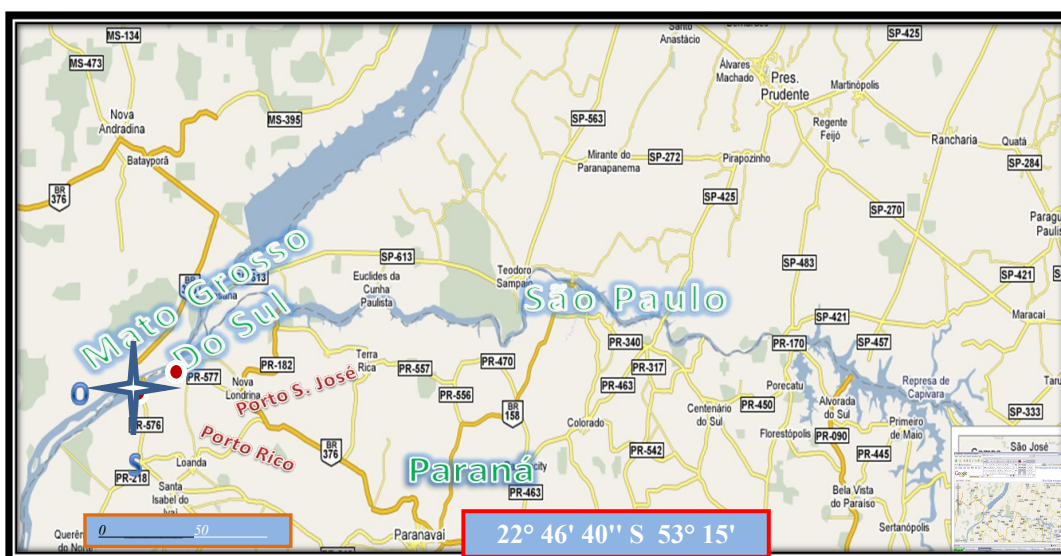 MS-134
SP-425
Santo
Anastácio
MS-473
Álvares
Machado
Pres.
Prudente
Martinópolis
Nova
Andradina
MS-395
SP-563
Regente
Feijó
Rancharia
Quatá
Batayporã
Mirante do
Paranapanema
SP-272
Pirapozinho
SP-284
BR
376
SP-425
SP-270
Mato Grosso
Do Sul
SP-613
SP-483
Teodoro
Sampaio
Euclides da
Cunha
Paulista
São Paulo
SP-421
SP-421
Maracaí
PR-340
PR-170
SP-457
PR-182
Terra
Rica
PR-470
PR-557
PR-317
PR-577
Nova
Londrina
Porto S. José
PR-463
Porecatu
Represa de
Capivara
O
PR-556
BR
158
Centenário
do Sul
PR-450
Alvorada
do Sul
SP-333
PR-576
Colorado
Primeiro
de Maio
Porto Rico
Florestópolis
PR-090
S
Loanda
BR
376
PR-542
PR-445
São José
PR-218
Paraná
Santa
Isabel do
Ivaí
PR-463
Bela Vista
do Paraíso
0 50
22° 46' 40'' S 53° 15'
Sertanópolis
Querên
do Norte
Paranavaí